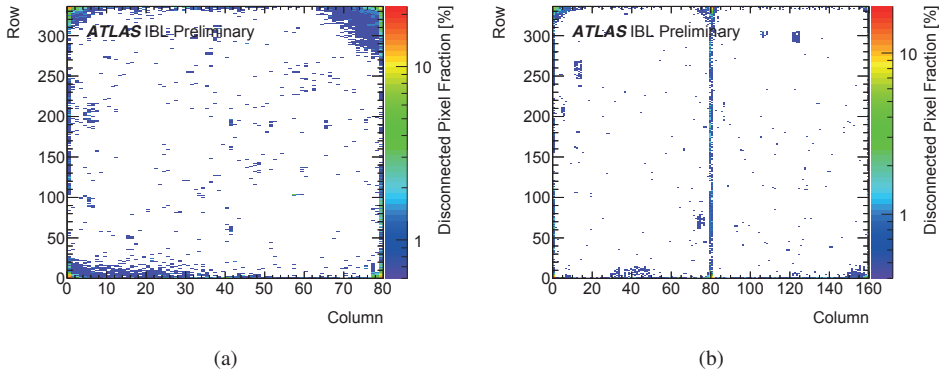 Row
ATLAS IBL Preliminary
300
250
200
150
100
50
0
0 10 20 30 40 50 60 70 80
Column
10
1
Disconnected Pixel Fraction [%]
(a)
Row
ATLAS IBL Preliminary
300
250
200
150
100
50
0
0 20 40 60 80 100 120 140 160
Column
10
1
Disconnected Pixel Fraction [%]
(b)